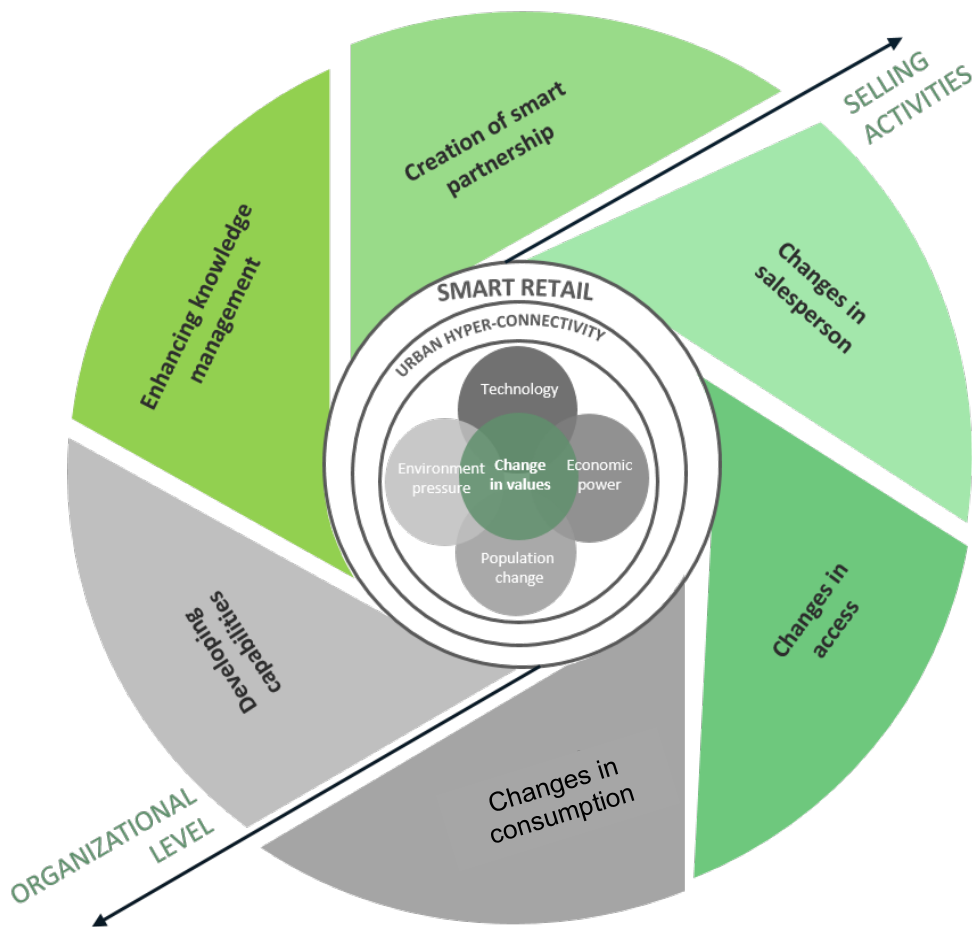 Creation of smart
partnership
SELLING
ACTIVITIES
Changes in
salesperson
Enhancing knowledge
management
SMART RETAIL
URBAN HYPER-CONNECTIVITY
Technology
Environment
pressure
Change
in values
Economic
power
Population
change
Changes in
access
Developing
capabilities
Changes in
consumption
ORGANIZATIONAL
LEVEL